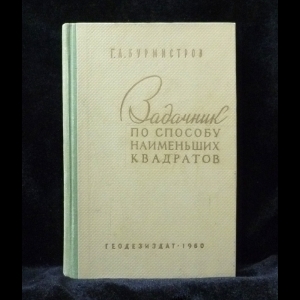 Г.А.БУРМИСТРОВ
Задачник
ПО СПОСОБУ
НАИМЕНЬШИХ
КВАДРАТОВ
ГЕОДЕЗИЗДАТ·1960